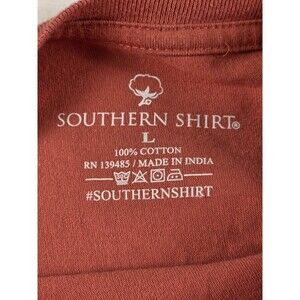 SOUTHERN SHIRT®
L
100% COTTON
RN 139485 / MADE IN INDIA
#SOUTHERNSHIRT